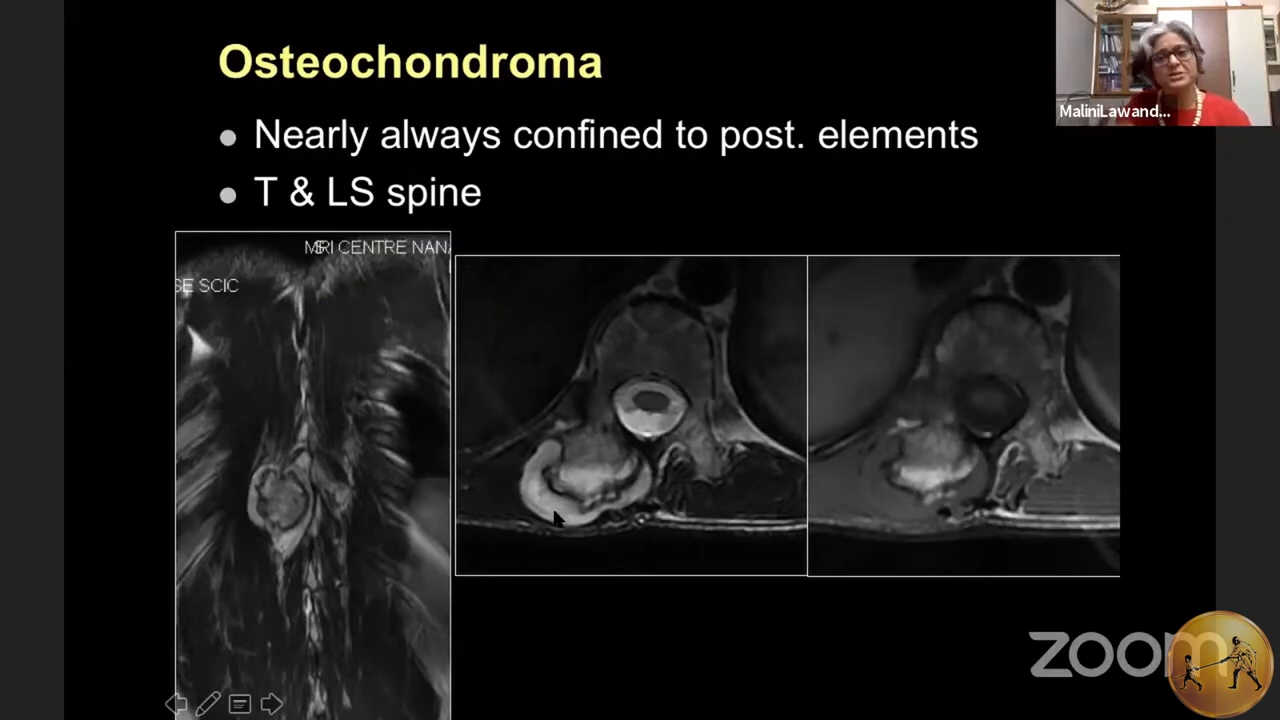 Osteochondroma
MaliniLawand...
Nearly always confined to post. elements
T & LS spine
MRI CENTRE NAN
SE SCIC
zoom